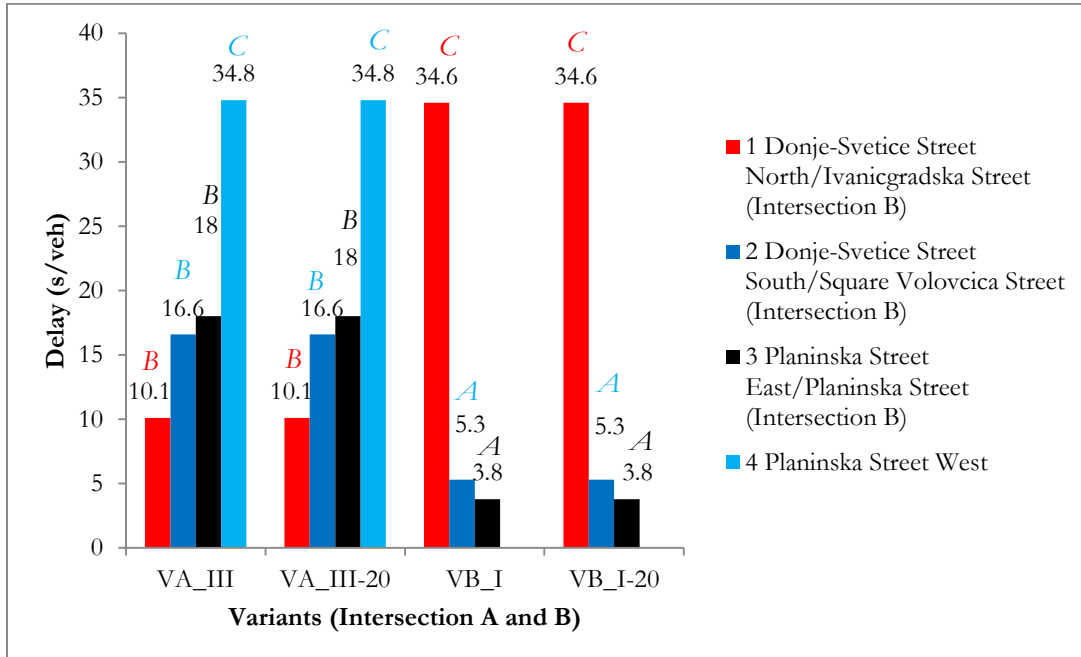 40
35
30
25
20
15
10
5
0
Delay (s/veh)
B
10.1
B
16.6
B
18
C
34.8
B
10.1
B
16.6
B
18
C
34.8
C
34.6
A
5.3
A
3.8
C
34.6
A
5.3
A
3.8
VA_III VA_III-20 VB_I VB_I-20
Variants (Intersection A and B)
1 Donje-Svetice Street
North/Ivanicgradska Street
(Intersection B)
2 Donje-Svetice Street
South/Square Volovcica Street
(Intersection B)
3 Planinska Street
East/Planinska Street
(Intersection B)
4 Planinska Street West